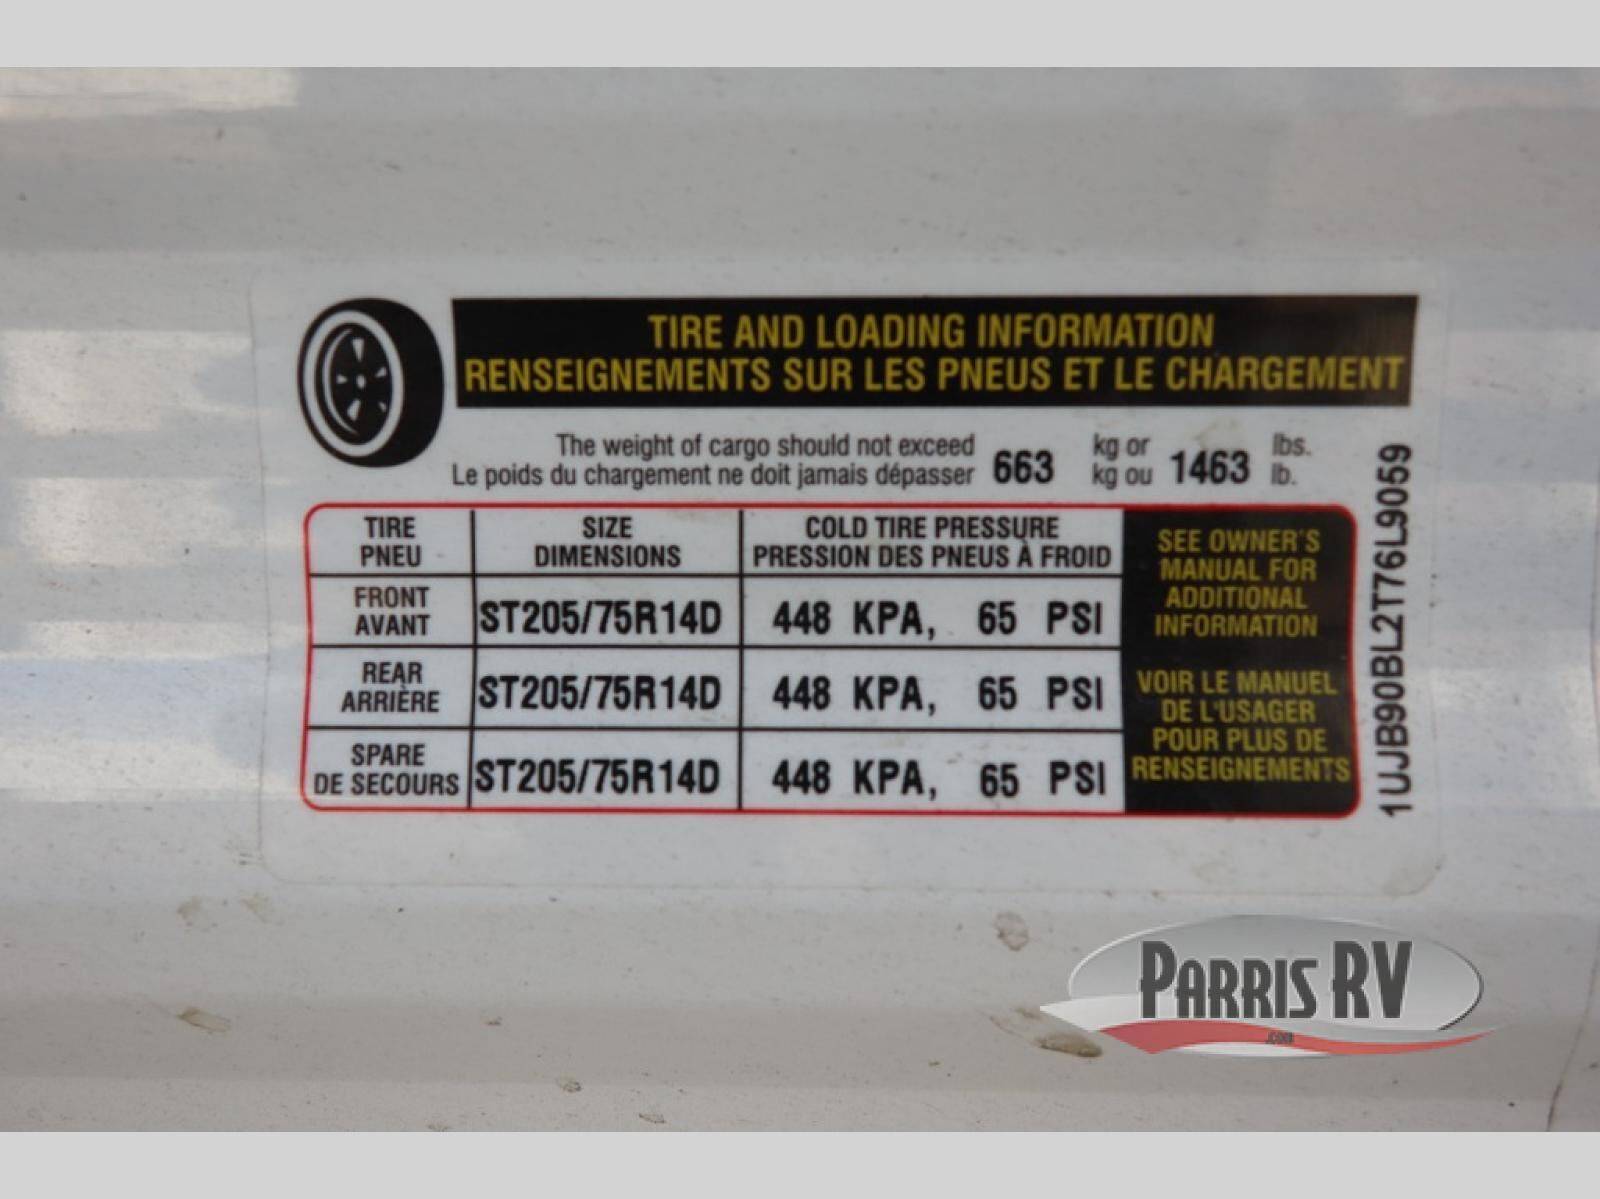 TIRE AND LOADING INFORMATION
RENSEIGNEMENTS SUR LES PNEUS ET LE CHARGEMENT
The weight of cargo should not exceed 663 kg or 1463 lbs.
Le poids du chargement ne doit jamais dépasser kg ou lb.
TIRE SIZE COLD TIRE PRESSURE
PNEU DIMENSIONS PRESSION DES PNEUS À FROID
FRONT
AVANT
ST205/75R14D 448 KPA, 65 PSI
REAR
ARRIÈRE
ST205/75R14D 448 KPA, 65 PSI
SPARE
DE SECOURS
ST205/75R14D 448 KPA, 65 PSI
SEE OWNER'S
MANUAL FOR
ADDITIONAL
INFORMATION
VOIR LE MANUEL
DE L'USAGER
POUR PLUS DE
RENSEIGNEMENTS
1UJB90BL2T76L9059
PARRIS RV
.COM